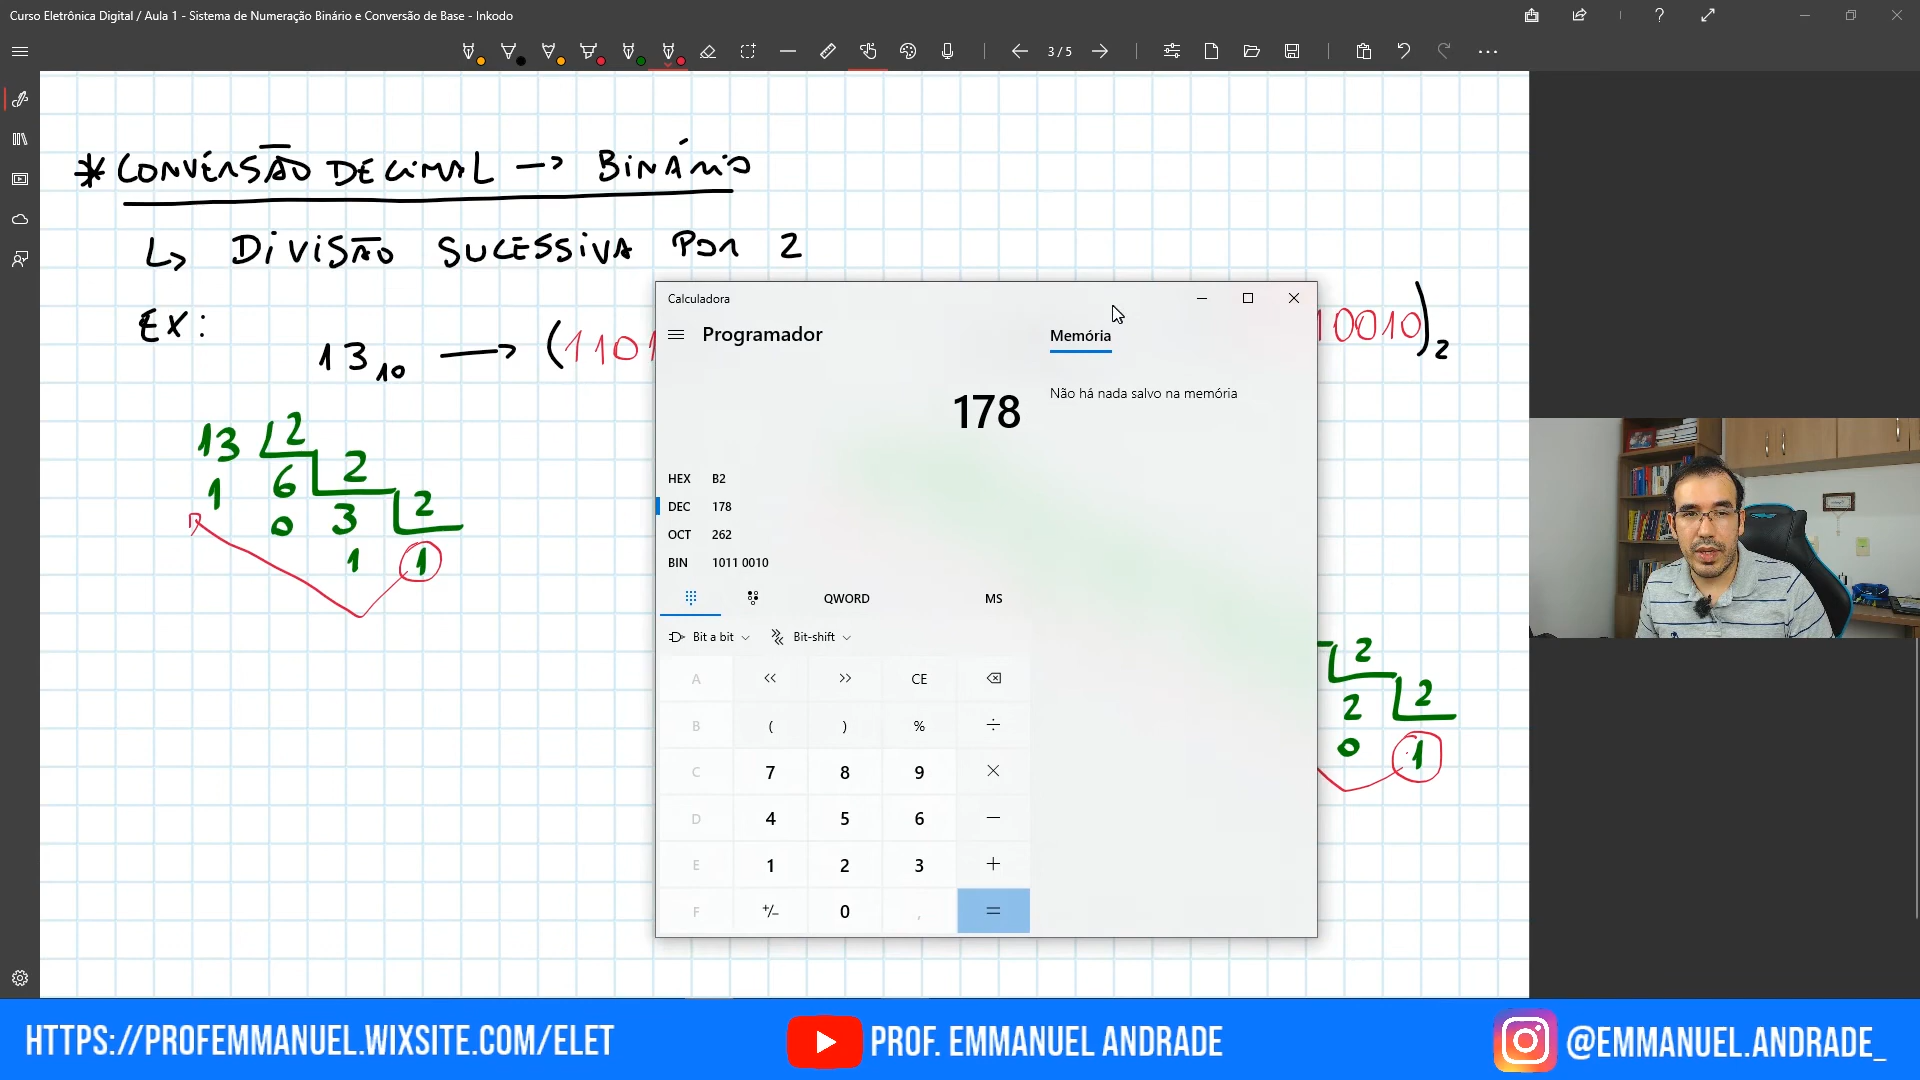 Curso Eletrônica Digital / Aula 1 - Sistema de Numeração Binário e Conversão de Base - Inkodo
3 / 5
* CONVERSÃO DECIMAL → BINÁRIO
↳ DIVISÃO SUCESSIVA POR 2
EX:
13₁₀ → (1101
10010)₂
13 2
1 6 2
0 3 2
1 1
2
2 2
0 1
Calculadora
Programador
Memória
Não há nada salvo na memória
178
HEX B2
DEC 178
OCT 262
BIN 1011 0010
QWORD MS
Bit a bit Bit-shift
A << >> CE
B ( ) % ÷
C 7 8 9 ×
D 4 5 6 −
E 1 2 3 +
F +/− 0 , =
HTTPS://PROFEMMANUEL.WIXSITE.COM/ELET
PROF. EMMANUEL ANDRADE
@EMMANUEL.ANDRADE_